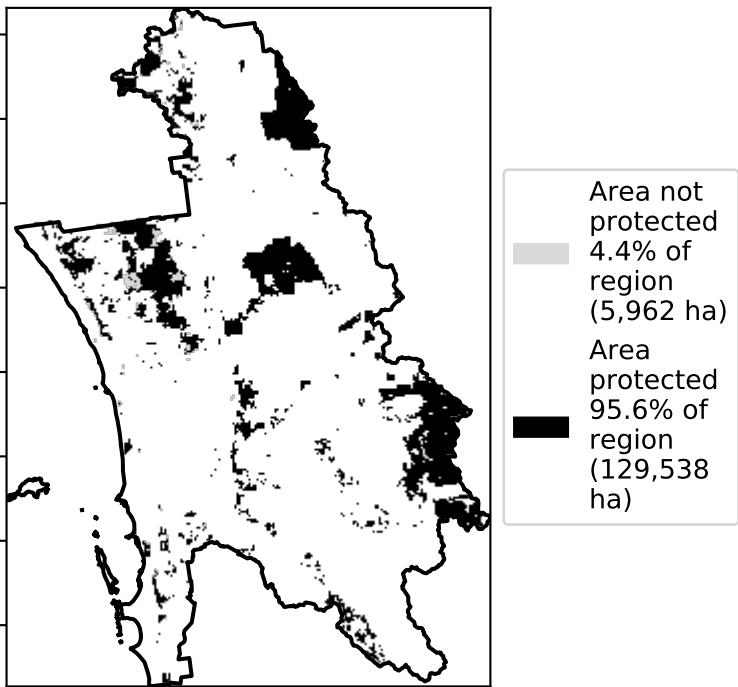 Area not
protected
4.4% of
region
(5,962 ha)
Area
protected
95.6% of
region
(129,538
ha)